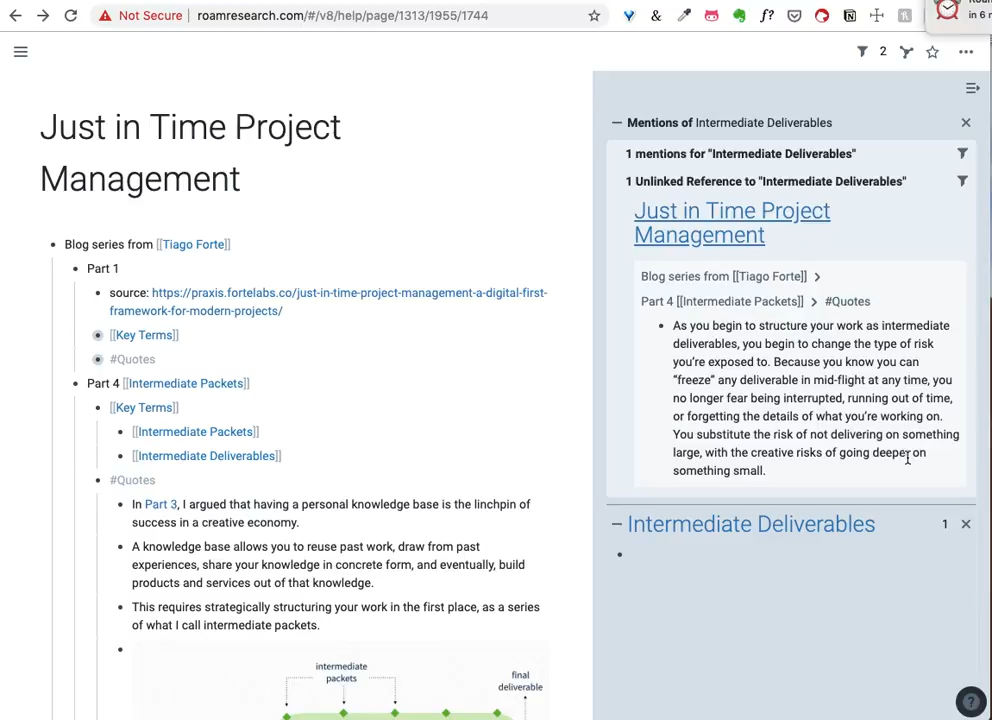 Not Secure
roamresearch.com/#/v8/help/page/1313/1955/1744
&
f?
in 6
2
Just in Time Project
Management
Blog series from [[Tiago Forte]]
Part 1
source: https://praxis.fortelabs.co/just-in-time-project-management-a-digital-first-
framework-for-modern-projects/
[[Key Terms]]
#Quotes
Part 4 [[Intermediate Packets]]
[[Key Terms]]
[[Intermediate Packets]]
[[Intermediate Deliverables]]
#Quotes
In Part 3, I argued that having a personal knowledge base is the linchpin of
success in a creative economy.
A knowledge base allows you to reuse past work, draw from past
experiences, share your knowledge in concrete form, and eventually, build
products and services out of that knowledge.
This requires strategically structuring your work in the first place, as a series
of what I call intermediate packets.
intermediate
packets
final
deliverable
Mentions of Intermediate Deliverables
1 mentions for "Intermediate Deliverables"
1 Unlinked Reference to "Intermediate Deliverables"
Just in Time Project
Management
Blog series from [[Tiago Forte]]
Part 4 [[Intermediate Packets]] > #Quotes
As you begin to structure your work as intermediate
deliverables, you begin to change the type of risk
you’re exposed to. Because you know you can
“freeze” any deliverable in mid-flight at any time, you
no longer fear being interrupted, running out of time,
or forgetting the details of what you’re working on.
You substitute the risk of not delivering on something
large, with the creative risks of going deeper on
something small.
Intermediate Deliverables
1
?